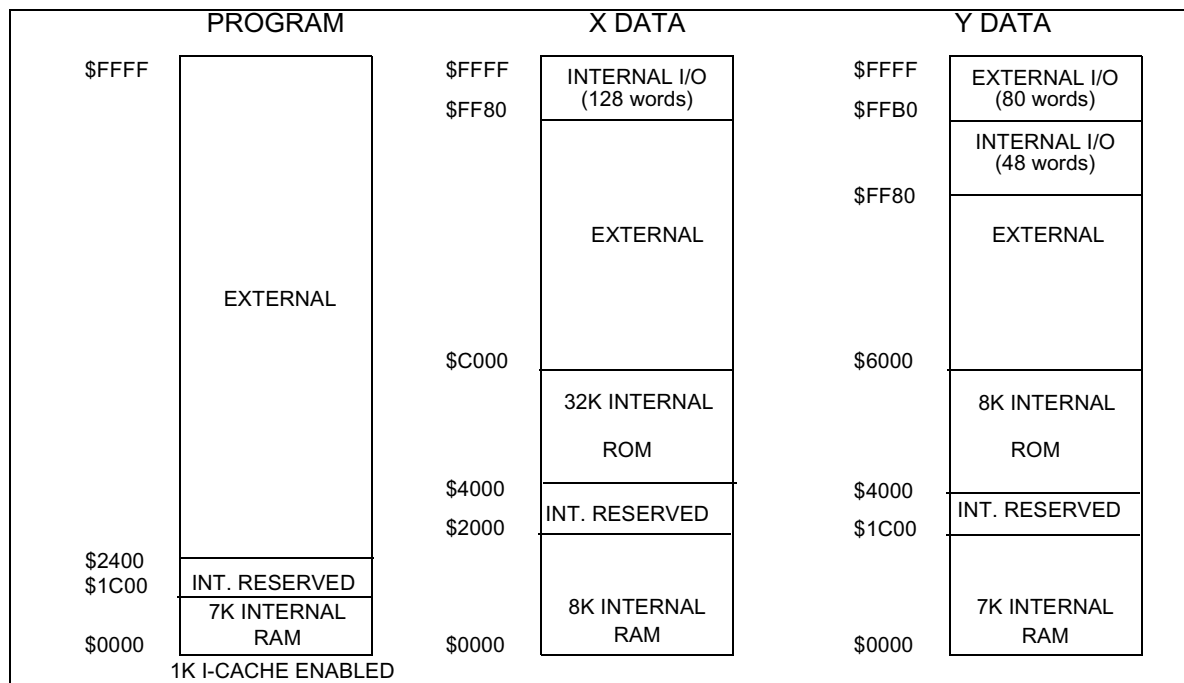 PROGRAM
$FFFF
EXTERNAL
$2400
$1C00
INT. RESERVED
7K INTERNAL
RAM
$0000
1K I-CACHE ENABLED
X DATA
$FFFF
INTERNAL I/O
(128 words)
$FF80
EXTERNAL
$C000
32K INTERNAL
ROM
$4000
INT. RESERVED
$2000
8K INTERNAL
RAM
$0000
Y DATA
$FFFF
EXTERNAL I/O
(80 words)
$FFB0
INTERNAL I/O
(48 words)
$FF80
EXTERNAL
$6000
8K INTERNAL
ROM
$4000
INT. RESERVED
$1C00
7K INTERNAL
RAM
$0000